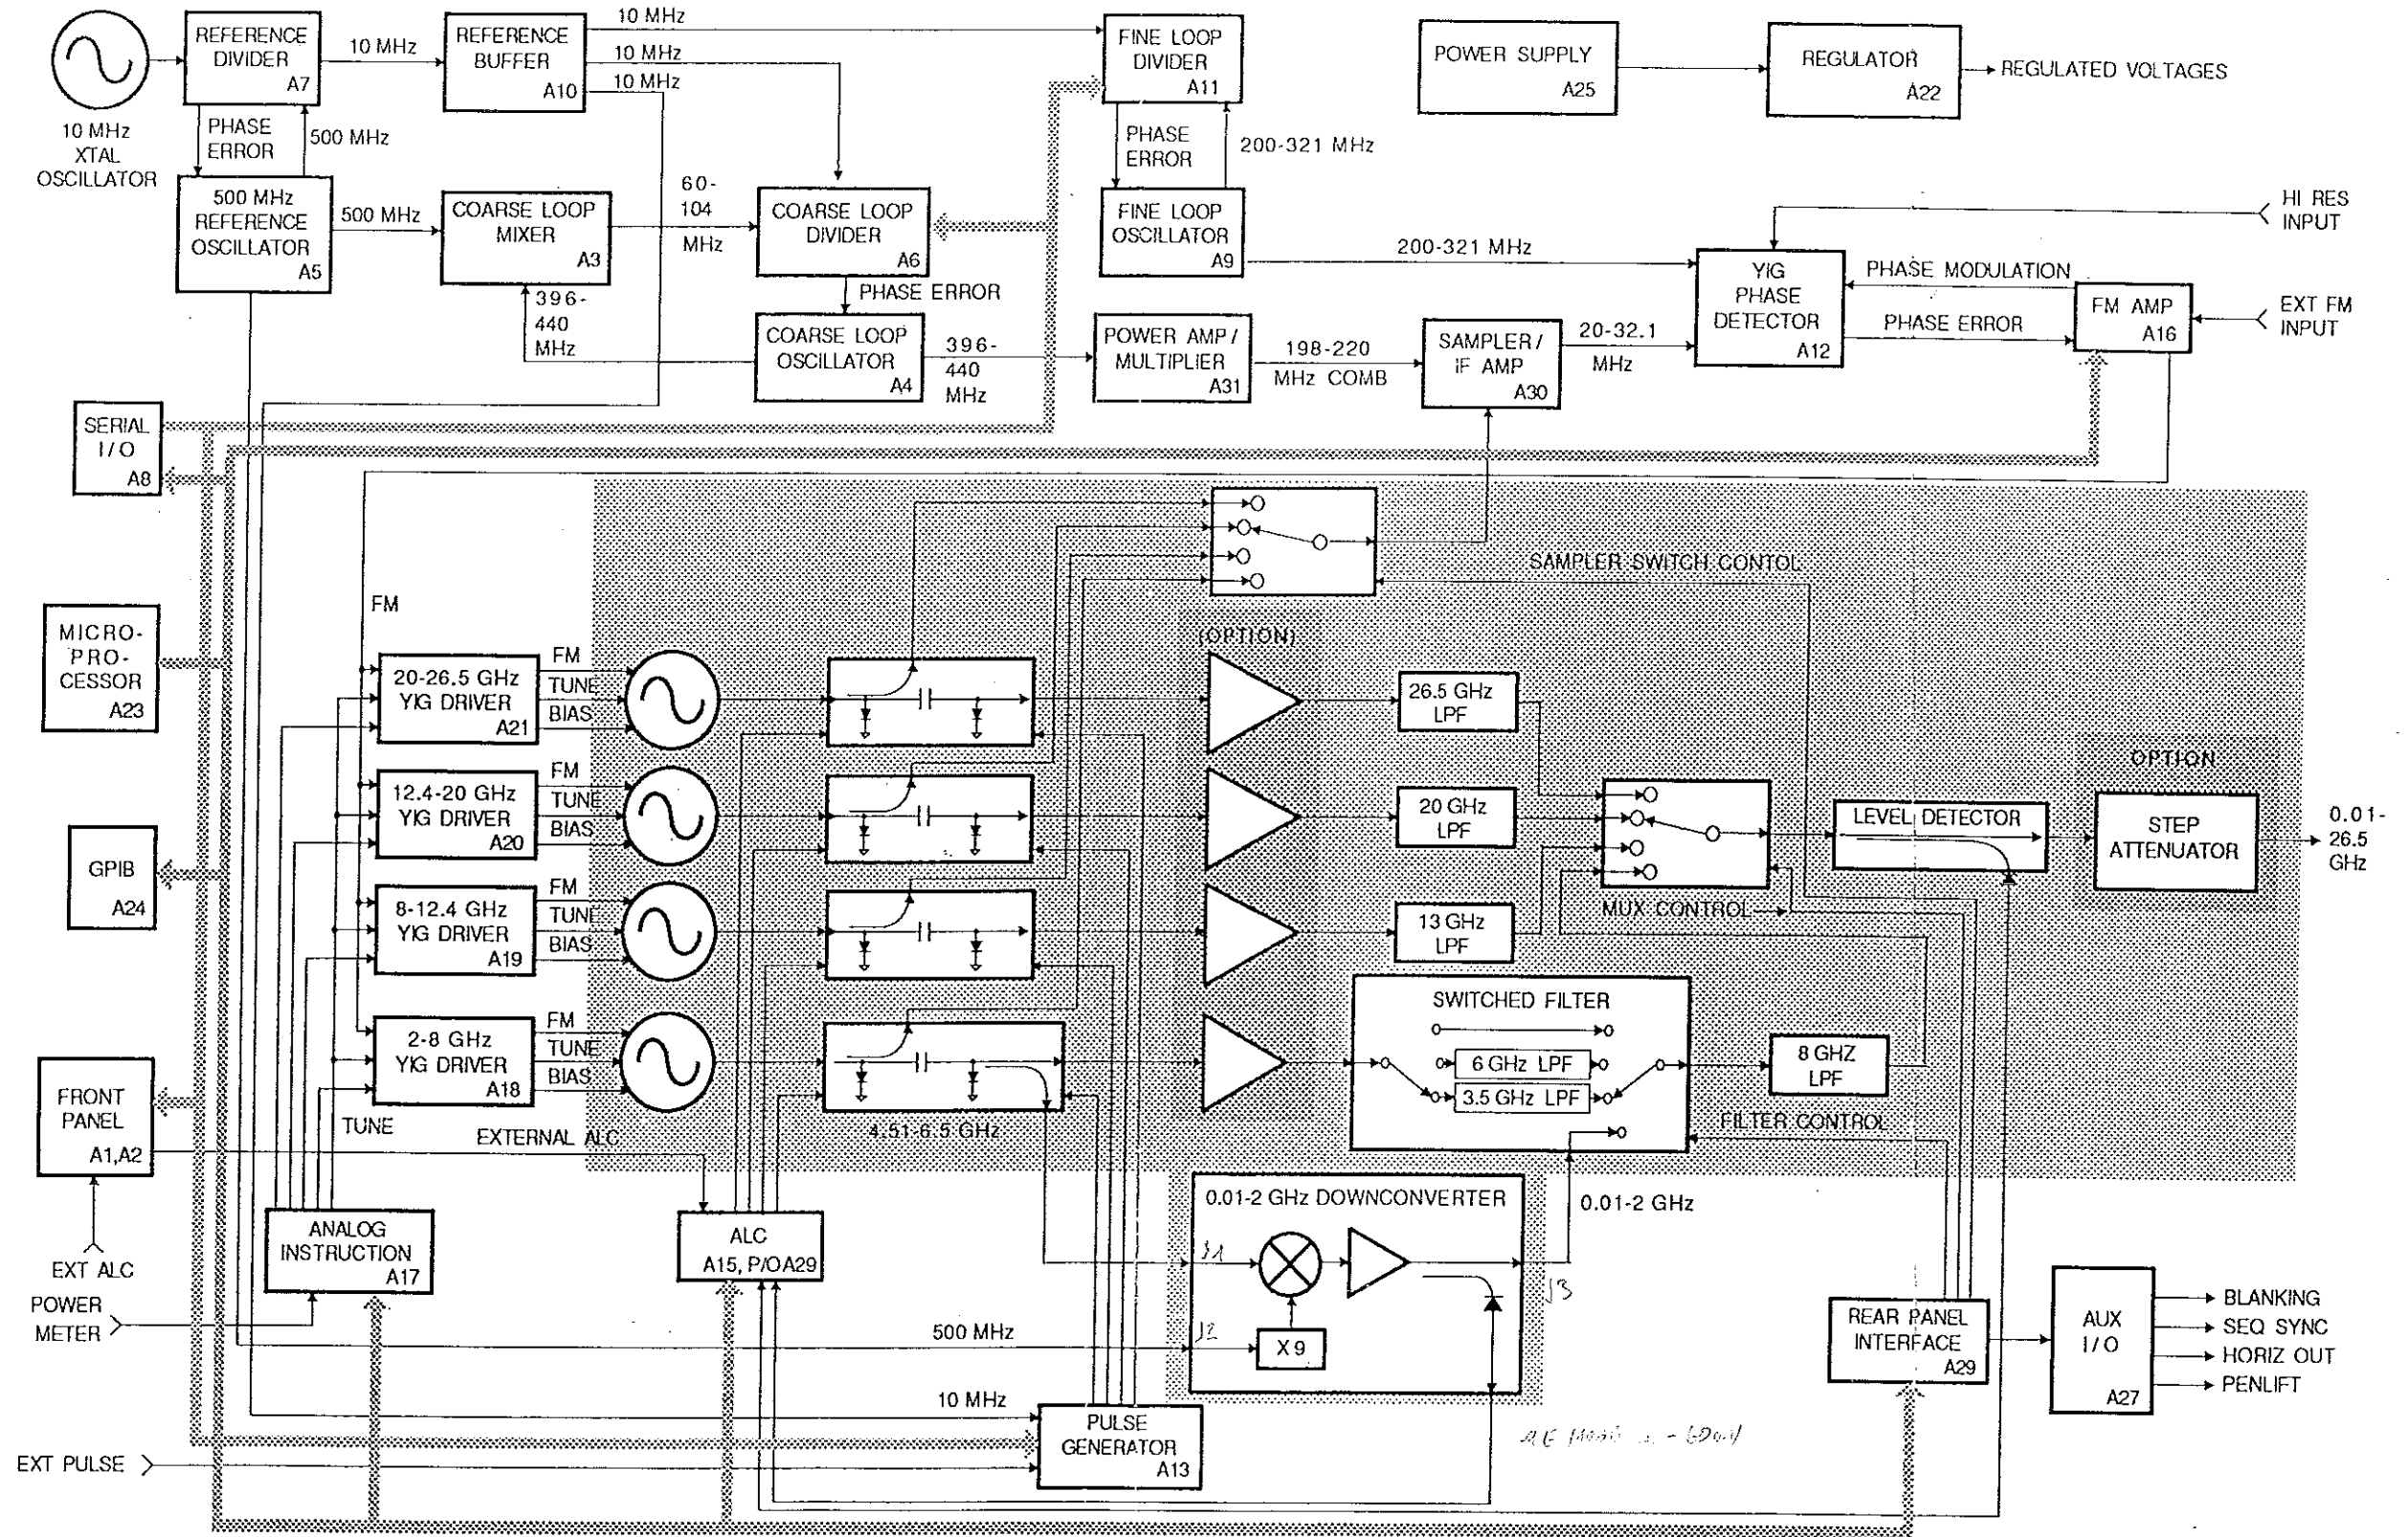 REFERENCE
DIVIDER
A7
10 MHz
XTAL
OSCILLATOR
10 MHz
REFERENCE
BUFFER
A10
10 MHz
10 MHz
10 MHz
FINE LOOP
DIVIDER
A11
POWER SUPPLY
A25
REGULATOR
A22
REGULATED VOLTAGES
PHASE
ERROR
500 MHz
PHASE
ERROR
200-321 MHz
500 MHz
REFERENCE
OSCILLATOR
A5
500 MHz
COARSE LOOP
MIXER
A3
60-
104
MHz
COARSE LOOP
DIVIDER
A6
FINE LOOP
OSCILLATOR
A9
200-321 MHz
HI RES
INPUT
YIG
PHASE
DETECTOR
A12
PHASE MODULATION
PHASE ERROR
FM AMP
A16
EXT FM
INPUT
396-
440
MHz
PHASE ERROR
COARSE LOOP
OSCILLATOR
A4
396-
440
MHz
POWER AMP/
MULTIPLIER
A31
198-220
MHz COMB
SAMPLER/
IF AMP
A30
20-32.1
MHz
SERIAL
I/O
A8
SAMPLER SWITCH CONTOL
FM
MICRO-
PRO-
CESSOR
A23
(OPTION)
20-26.5 GHz
YIG DRIVER
A21
FM
TUNE
BIAS
26.5 GHz
LPF
12.4-20 GHz
YIG DRIVER
A20
FM
TUNE
BIAS
20 GHz
LPF
OPTION
LEVEL DETECTOR
STEP
ATTENUATOR
0.01-
26.5
GHz
GPIB
A24
8-12.4 GHz
YIG DRIVER
A19
FM
TUNE
BIAS
13 GHz
LPF
MUX CONTROL
2-8 GHz
YIG DRIVER
A18
FM
TUNE
BIAS
SWITCHED FILTER
6 GHz LPF
3.5 GHz LPF
8 GHZ
LPF
FRONT
PANEL
A1,A2
TUNE
EXTERNAL ALC
4.51-6.5 GHz
FILTER CONTROL
EXT ALC
ANALOG
INSTRUCTION
A17
ALC
A15, P/OA29
0.01-2 GHz DOWNCONVERTER
0.01-2 GHz
J1
J3
POWER
METER
500 MHz
J2
X 9
REAR PANEL
INTERFACE
A29
AUX
I/O
A27
BLANKING
SEQ SYNC
HORIZ OUT
PENLIFT
10 MHz
PULSE
GENERATOR
A13
EXT PULSE